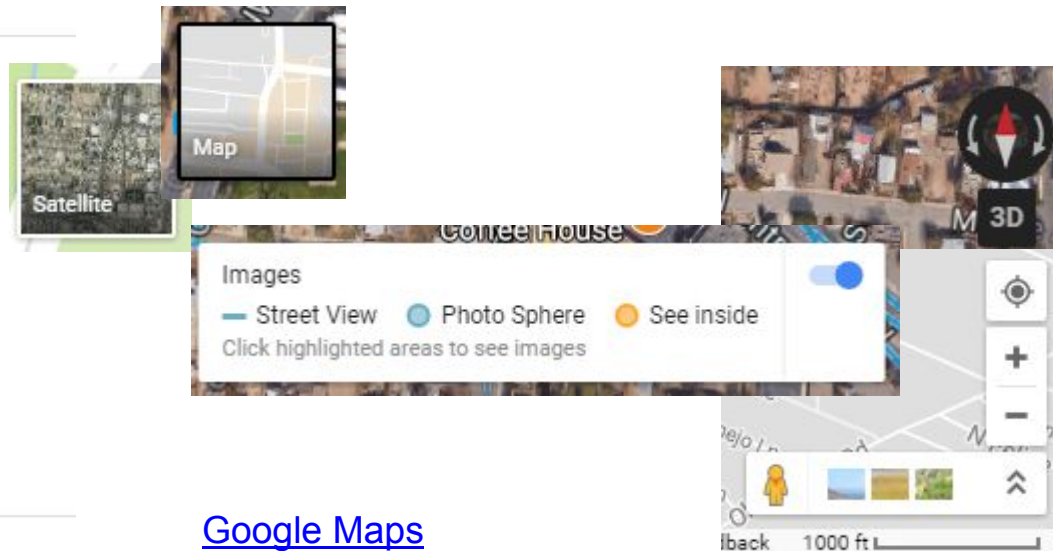 Map
Satellite
3D
Coffee House
Images
Street View Photo Sphere See inside
Click highlighted areas to see images
Google Maps
1000 ft